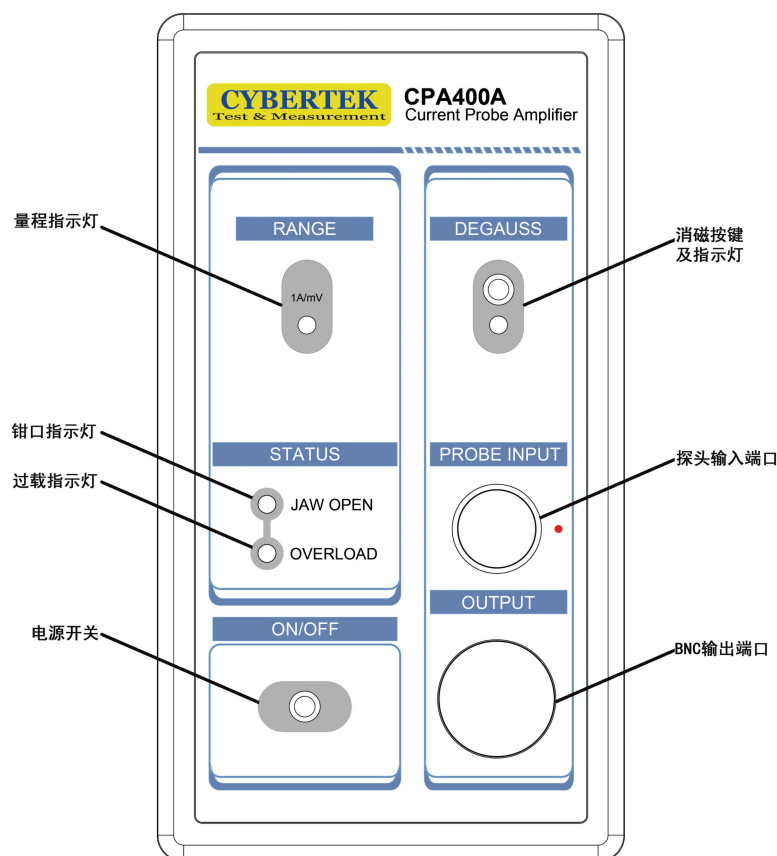 CYBERTEK
Test & Measurement
CPA400A
Current Probe Amplifier
量程指示灯
RANGE
1A/mV
DEGAUSS
消磁按键
及指示灯
钳口指示灯
过载指示灯
STATUS
JAW OPEN
OVERLOAD
PROBE INPUT
探头输入端口
电源开关
ON/OFF
OUTPUT
BNC输出端口